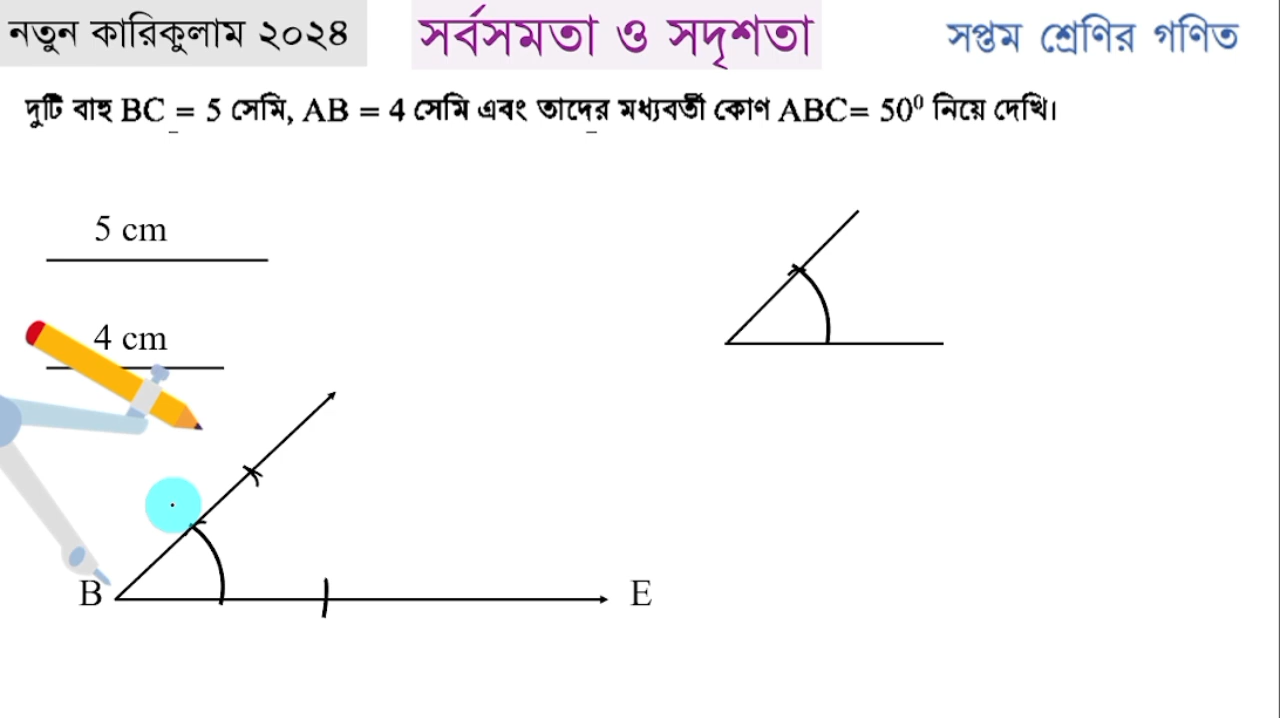 নতুন কারিকুলাম ২০২৪
সর্বসমতা ও সদৃশতা
সপ্তম শ্রেণির গণিত
দুটি বাহু BC = 5 সেমি, AB = 4 সেমি এবং তাদের মধ্যবর্তী কোণ ABC= 50⁰ নিয়ে দেখি।
5 cm
4 cm
B
E